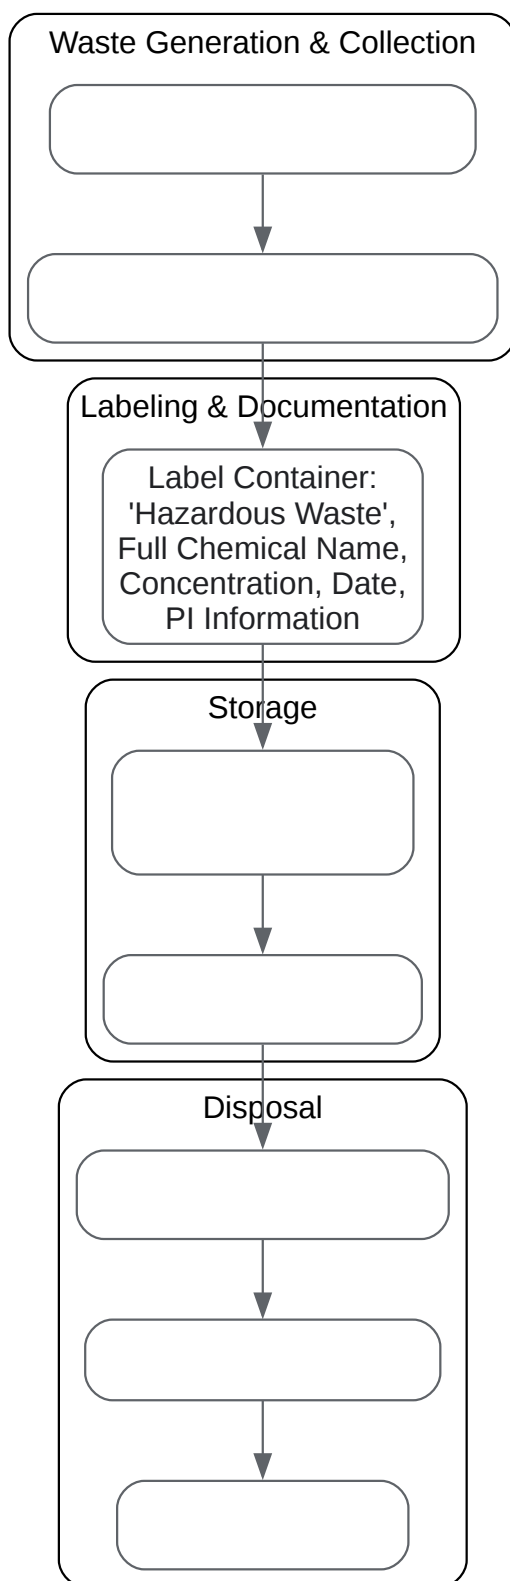 Waste Generation & Collection
Labeling & Documentation
Label Container:
'Hazardous Waste',
Full Chemical Name,
Concentration, Date,
PI Information
Storage
Disposal